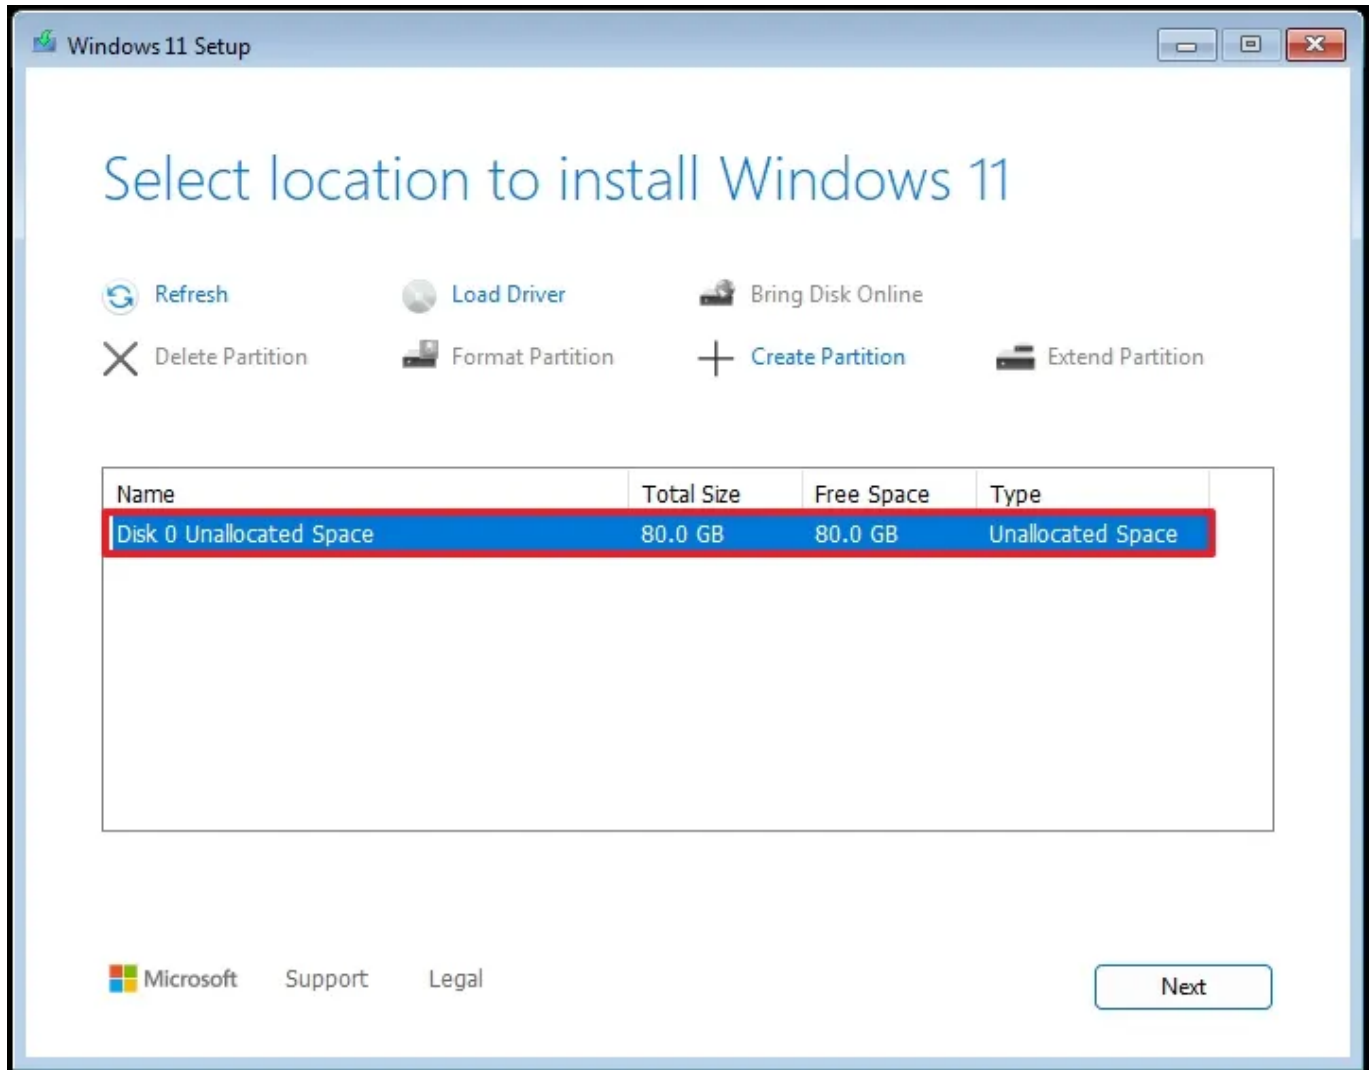 Windows 11 Setup
Select location to install Windows 11
Refresh Load Driver Bring Disk Online
Delete Partition Format Partition Create Partition Extend Partition
Name Total Size Free Space Type
Disk 0 Unallocated Space 80.0 GB 80.0 GB Unallocated Space
Microsoft Support Legal Next